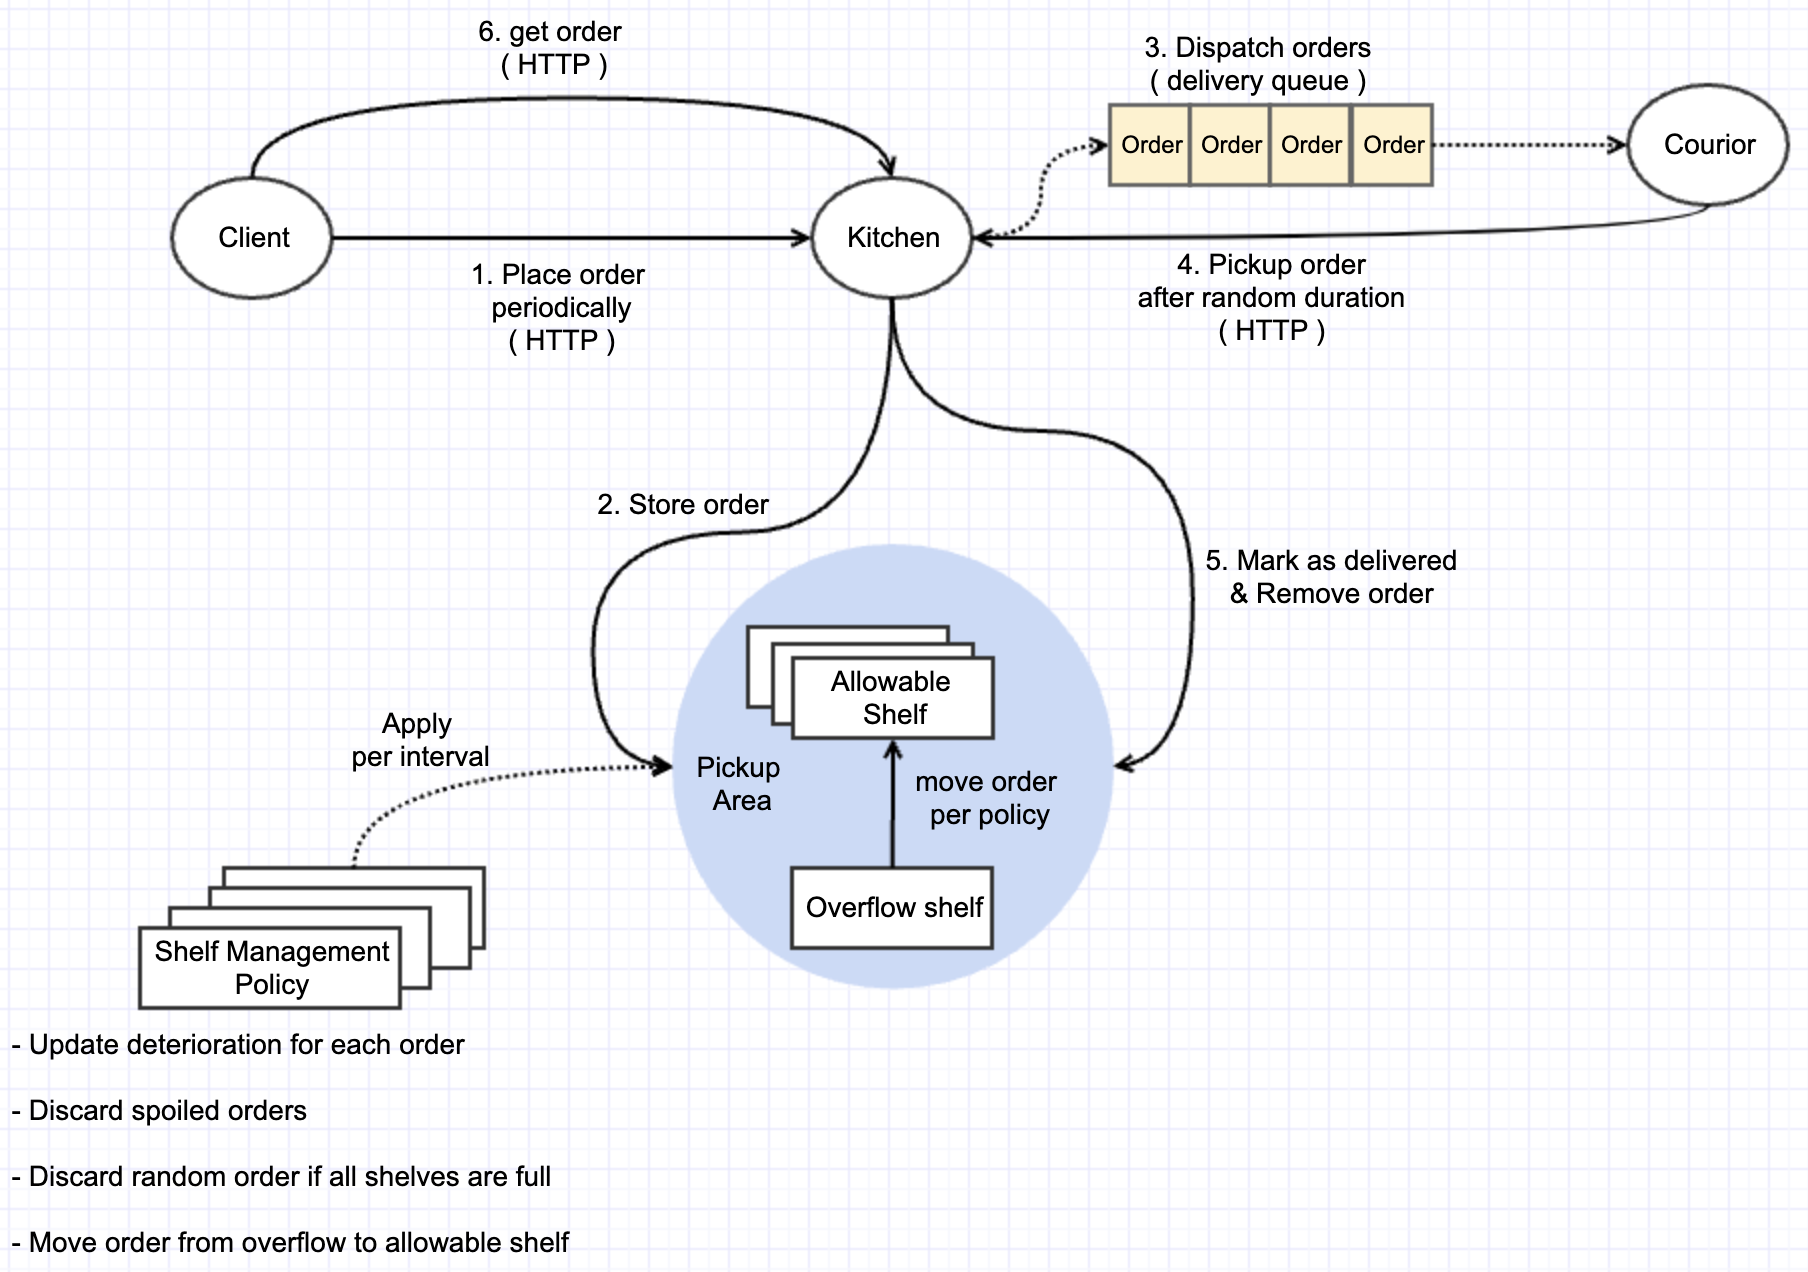 6. get order
( HTTP )
3. Dispatch orders
( delivery queue )
Order Order Order Order
Courior
Client
Kitchen
1. Place order
periodically
( HTTP )
4. Pickup order
after random duration
( HTTP )
2. Store order
5. Mark as delivered
& Remove order
Allowable
Shelf
Apply
per interval
Pickup
Area
move order
per policy
Overflow shelf
Shelf Management
Policy
- Update deterioration for each order
- Discard spoiled orders
- Discard random order if all shelves are full
- Move order from overflow to allowable shelf